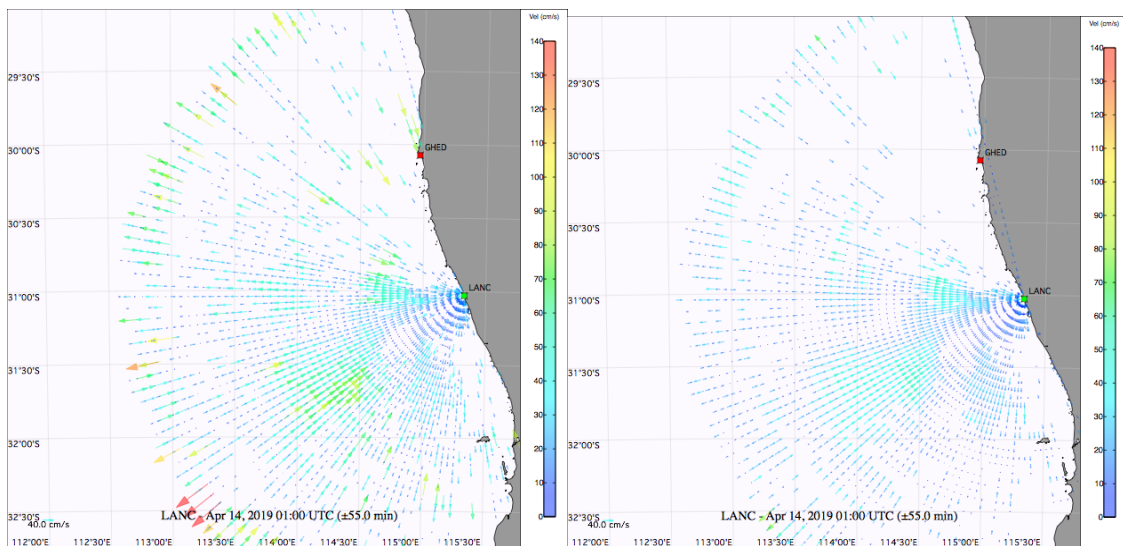 Vel (cm/s)
140
130
120
110
100
90
80
70
60
50
40
30
20
10
0
29°30'S
30°00'S
30°30'S
31°00'S
31°30'S
32°00'S
32°30'S
GHED
LANC
LANC - Apr 14, 2019 01:00 UTC (±55.0 min)
40.0 cm/s
112°00'E 112°30'E 113°00'E 113°30'E 114°00'E 114°30'E 115°00'E 115°30'E
Vel (cm/s)
140
130
120
110
100
90
80
70
60
50
40
30
20
10
0
29°30'S
30°00'S
30°30'S
31°00'S
31°30'S
32°00'S
32°30'S
GHED
LANC
LANC - Apr 14, 2019 01:00 UTC (±55.0 min)
40.0 cm/s
112°00'E 112°30'E 113°00'E 113°30'E 114°00'E 114°30'E 115°00'E 115°30'E